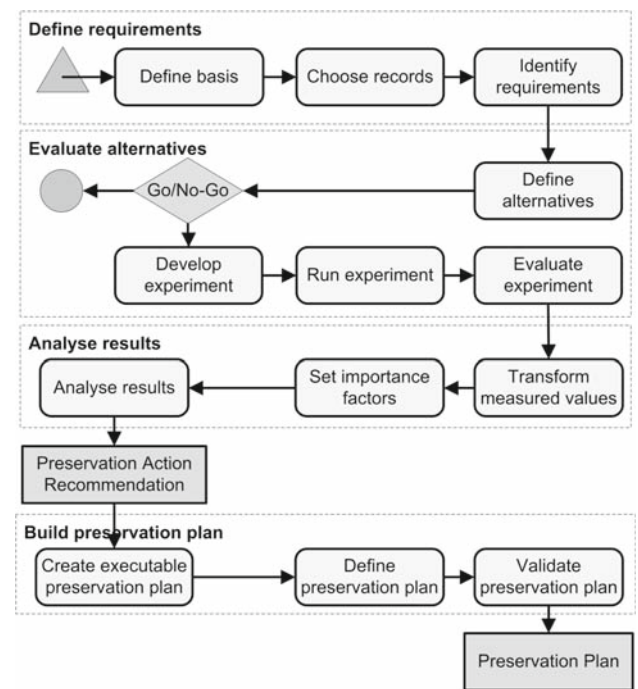 Define requirements
Define basis
Choose records
Identify
requirements
Evaluate alternatives
Go/No-Go
Define
alternatives
Develop
experiment
Run experiment
Evaluate
experiment
Analyse results
Analyse results
Set importance
factors
Transform
measured values
Preservation Action
Recommendation
Build preservation plan
Create executable
preservation plan
Define
preservation plan
Validate
preservation plan
Preservation Plan